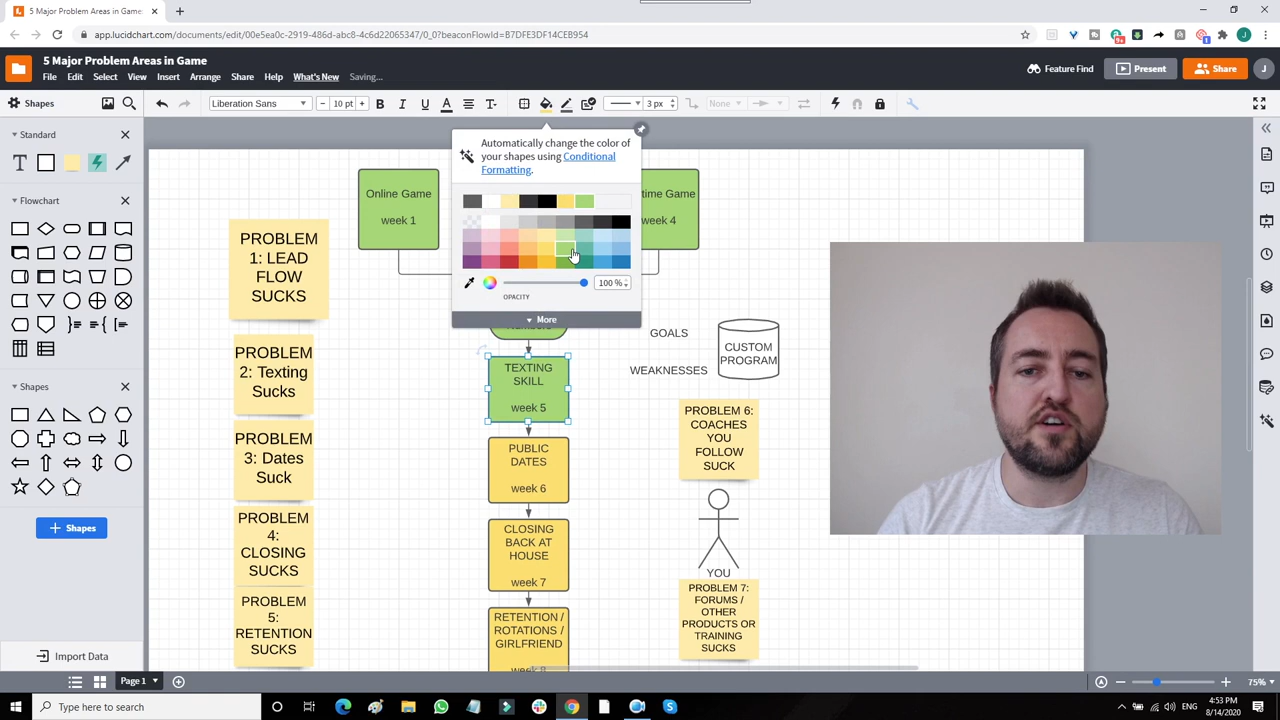 5 Major Problem Areas in Game
app.lucidchart.com/documents/edit/00e5ea0c-2919-486d-abc8-4c6d22065347/0_0?beaconFlowId=B7DFE3DF14CEB954
5 Major Problem Areas in Game
File Edit Select View Insert Arrange Share Help What's New Saving...
Feature Find
Present
Share
J
Shapes
Liberation Sans
10 pt
B I U
3 px
None
Standard
Flowchart
Shapes
+ Shapes
Import Data
Automatically change the color of
your shapes using Conditional
Formatting.
100 %
OPACITY
More
Online Game
week 1
time Game
week 4
PROBLEM
1: LEAD
FLOW
SUCKS
PROBLEM
2: Texting
Sucks
PROBLEM
3: Dates
Suck
PROBLEM
4:
CLOSING
SUCKS
PROBLEM
5:
RETENTION
SUCKS
Numbers
TEXTING
SKILL
week 5
PUBLIC
DATES
week 6
CLOSING
BACK AT
HOUSE
week 7
RETENTION /
ROTATIONS /
GIRLFRIEND
week 8
GOALS
WEAKNESSES
CUSTOM
PROGRAM
PROBLEM 6:
COACHES
YOU
FOLLOW
SUCK
YOU
PROBLEM 7:
FORUMS /
OTHER
PRODUCTS OR
TRAINING
SUCKS
Page 1
75%
Type here to search
4:53 PM
8/14/2020